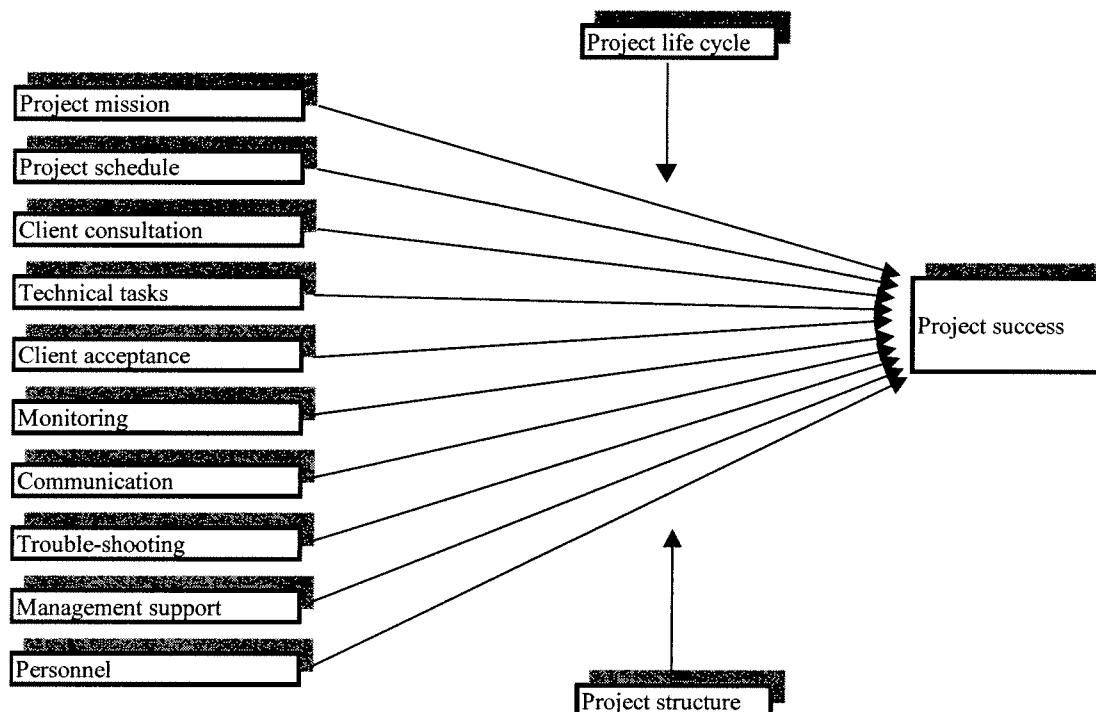 Project life cycle
Project mission
Project schedule
Client consultation
Technical tasks
Client acceptance
Monitoring
Communication
Trouble-shooting
Management support
Personnel
Project success
Project structure